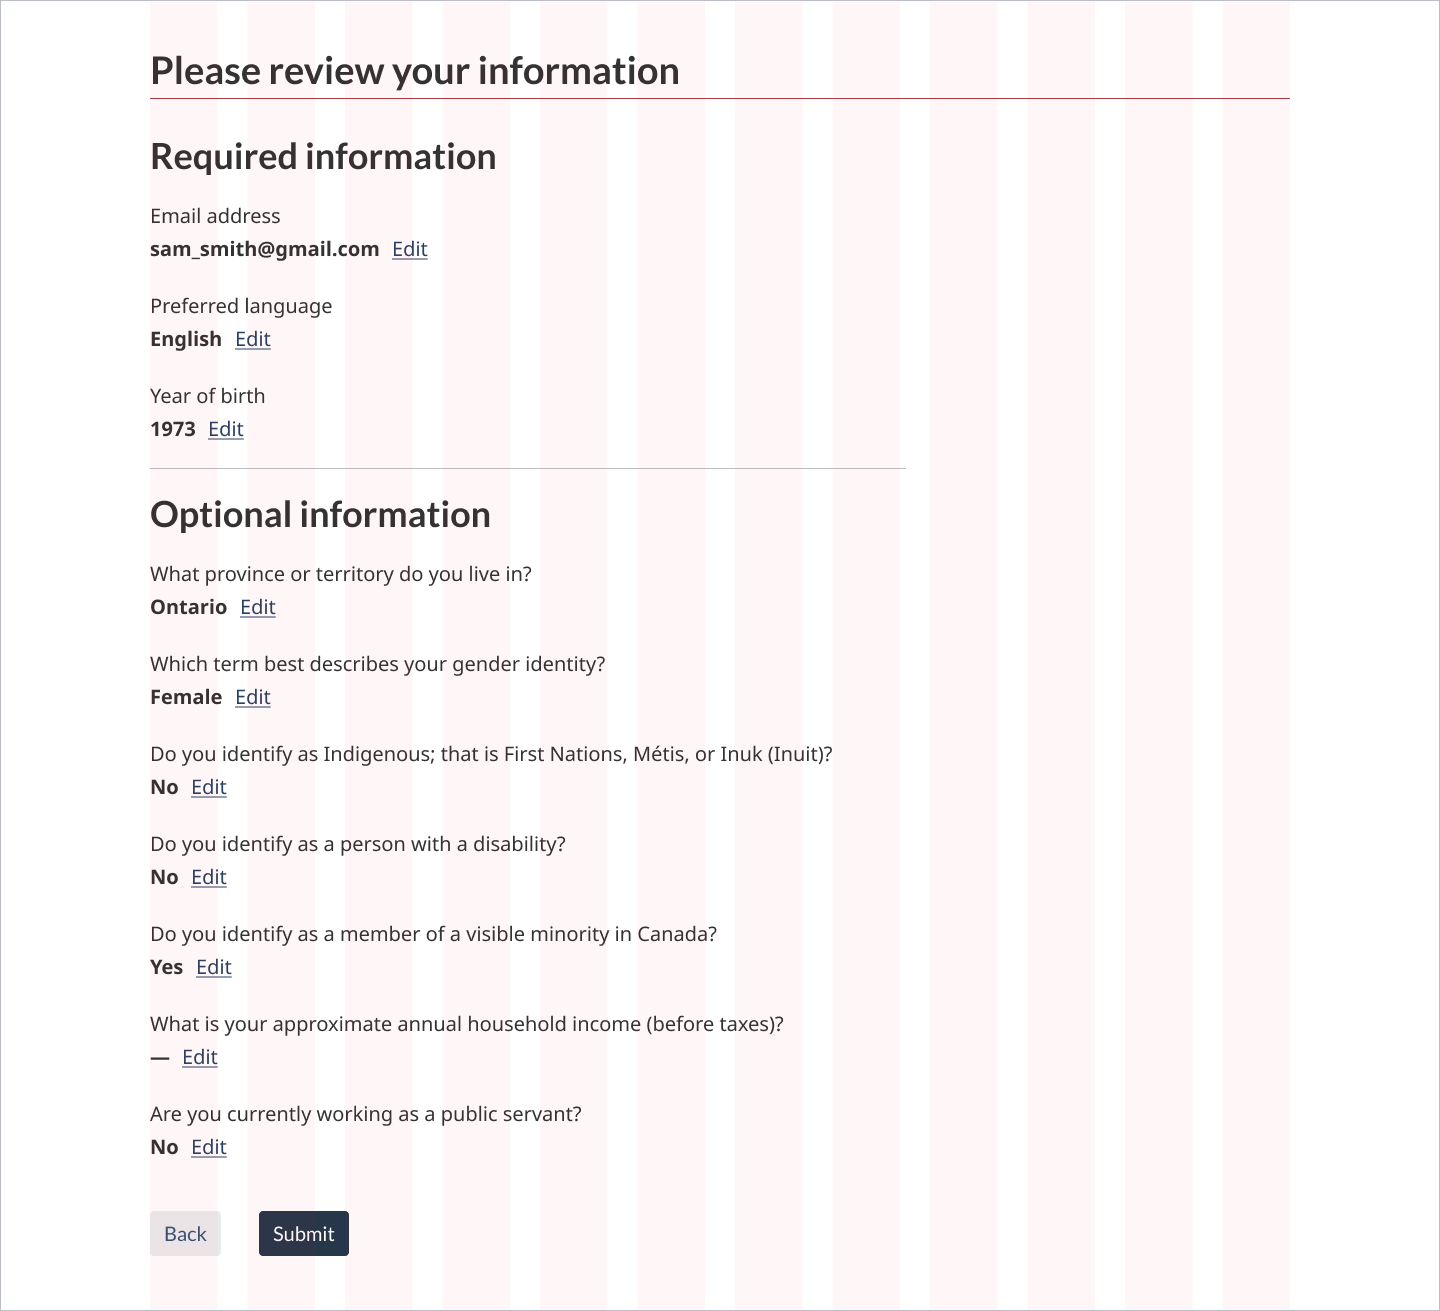 Please review your information
Required information
Email address
sam_smith@gmail.com Edit
Preferred language
English Edit
Year of birth
1973 Edit
Optional information
What province or territory do you live in?
Ontario Edit
Which term best describes your gender identity?
Female Edit
Do you identify as Indigenous; that is First Nations, Métis, or Inuk (Inuit)?
No Edit
Do you identify as a person with a disability?
No Edit
Do you identify as a member of a visible minority in Canada?
Yes Edit
What is your approximate annual household income (before taxes)?
— Edit
Are you currently working as a public servant?
No Edit
Back Submit